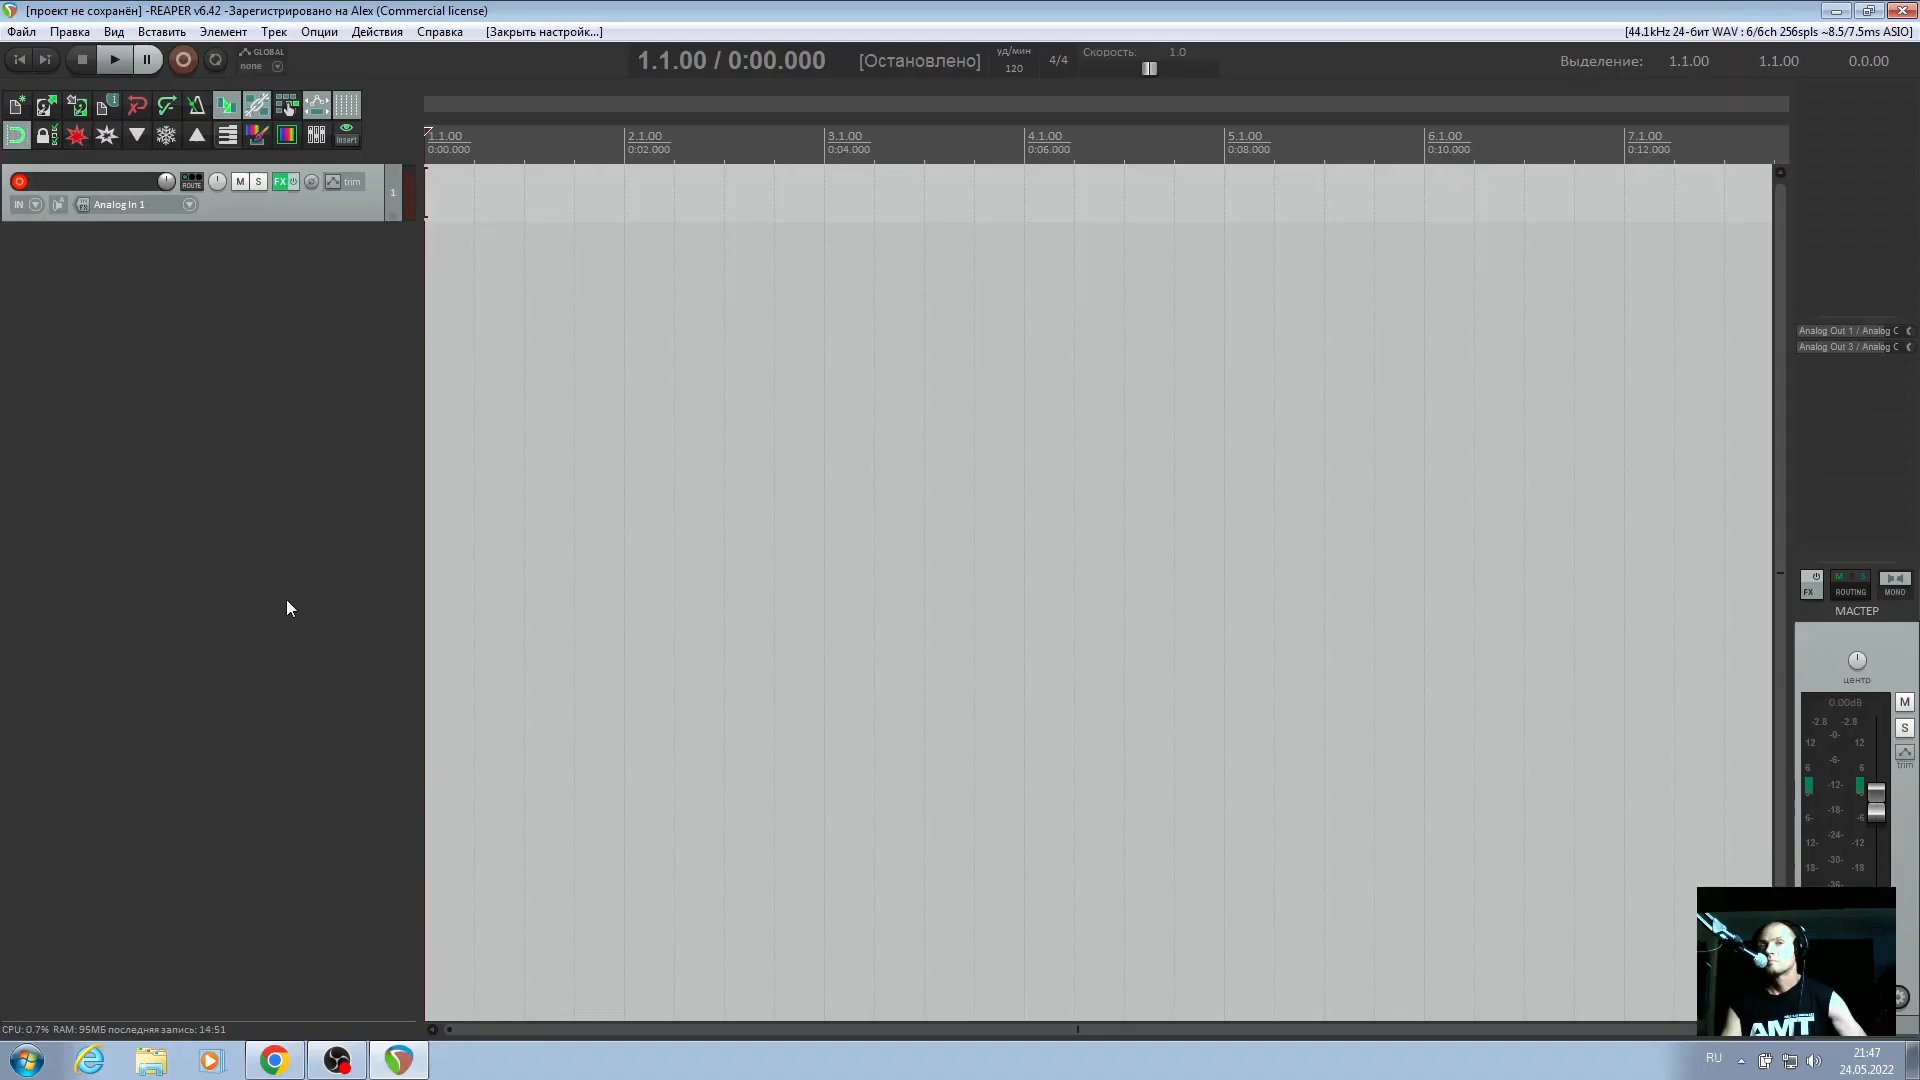 [проект не сохранён] -REAPER v6.42 -Зарегистрировано на Alex (Commercial license)
Файл Правка Вид Вставить Элемент Трек Опции Действия Справка [Закрыть настройк...] [44.1kHz 24-бит WAV : 6/6ch 256spls ~8.5/7.5ms ASIO]
GLOBAL
none
1.1.00 / 0:00.000 [Остановлено] уд/мин 120 4/4 Скорость: 1.0 Выделение: 1.1.00 1.1.00 0.0.00
insert
1.1.00 2.1.00 3.1.00 4.1.00 5.1.00 6.1.00 7.1.00
0:00.000 0:02.000 0:04.000 0:06.000 0:08.000 0:10.000 0:12.000
ROUTE M S FX trim 1
IN FX Analog In 1
Analog Out 1 / Analog C
Analog Out 3 / Analog C
FX M S ROUTING MONO
МАСТЕР
центр
0.00dB M
-2.8 -2.8 S
12 -0- 12
-6- trim
6 -12- 6
-18-
6- -6
-24-
12- -12
-30-
18- -18
-36-
AMT
CPU: 0.7% RAM: 95МБ последняя запись: 14:51
RU 21:47
24.05.2022